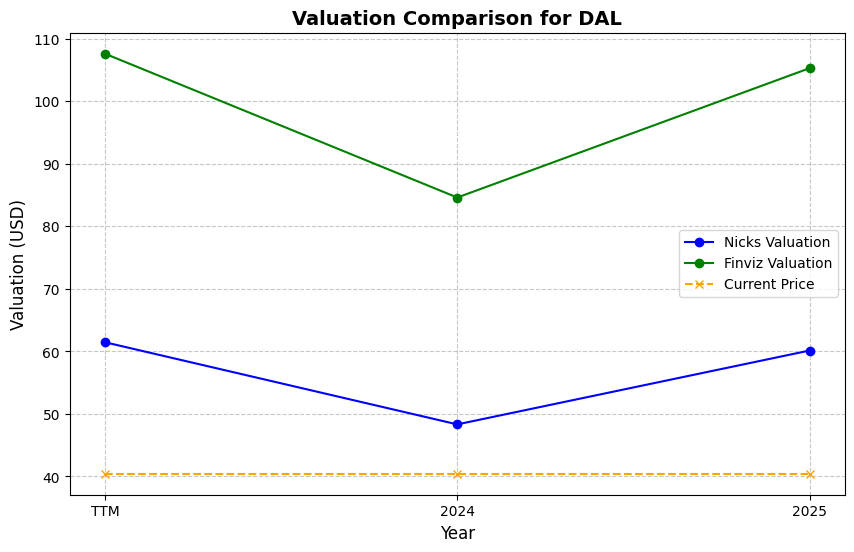 Valuation Comparison for DAL
110
100
90
80
70
60
50
40
Valuation (USD)
Nicks Valuation
Finviz Valuation
Current Price
TTM 2024 2025
Year